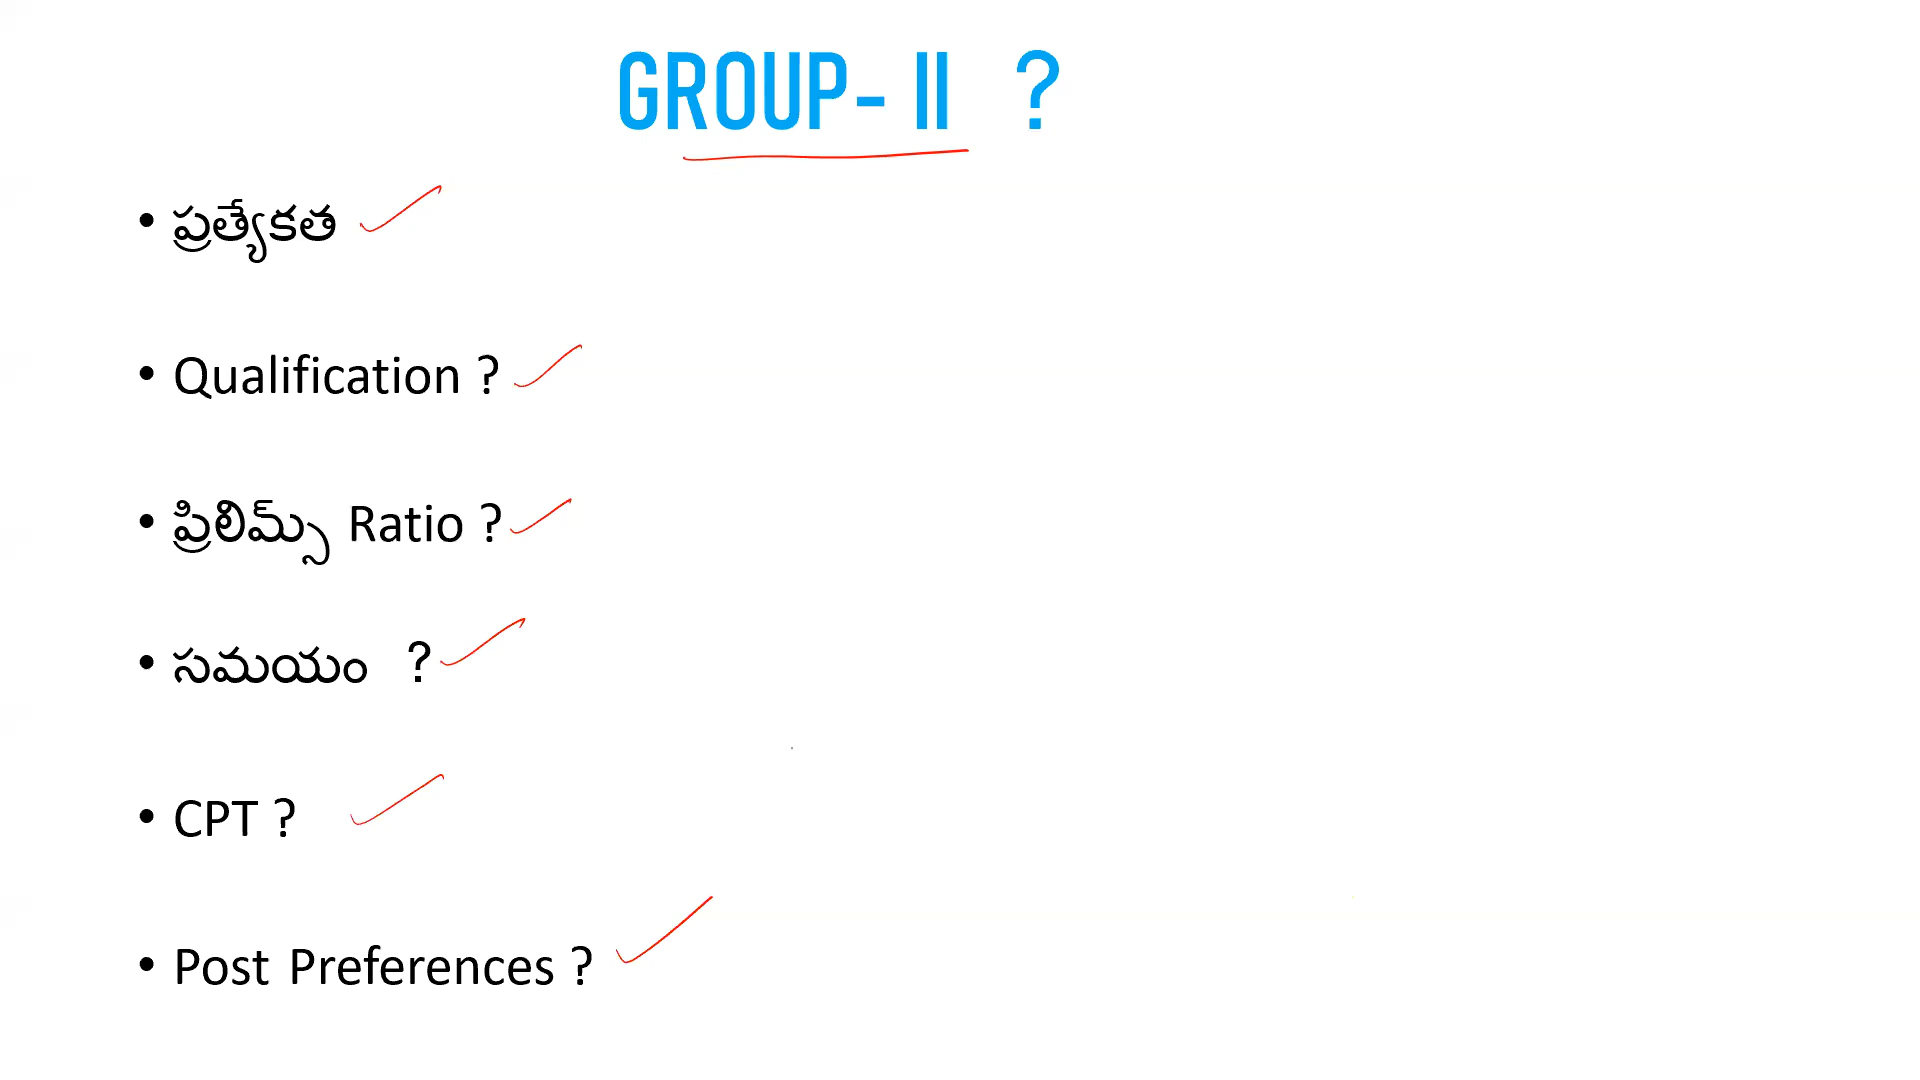 GROUP- II ?
• ప్రత్యేకత
• Qualification ?
• ప్రిలిమ్స్ Ratio ?
• సమయం ?
• CPT ?
• Post Preferences ?